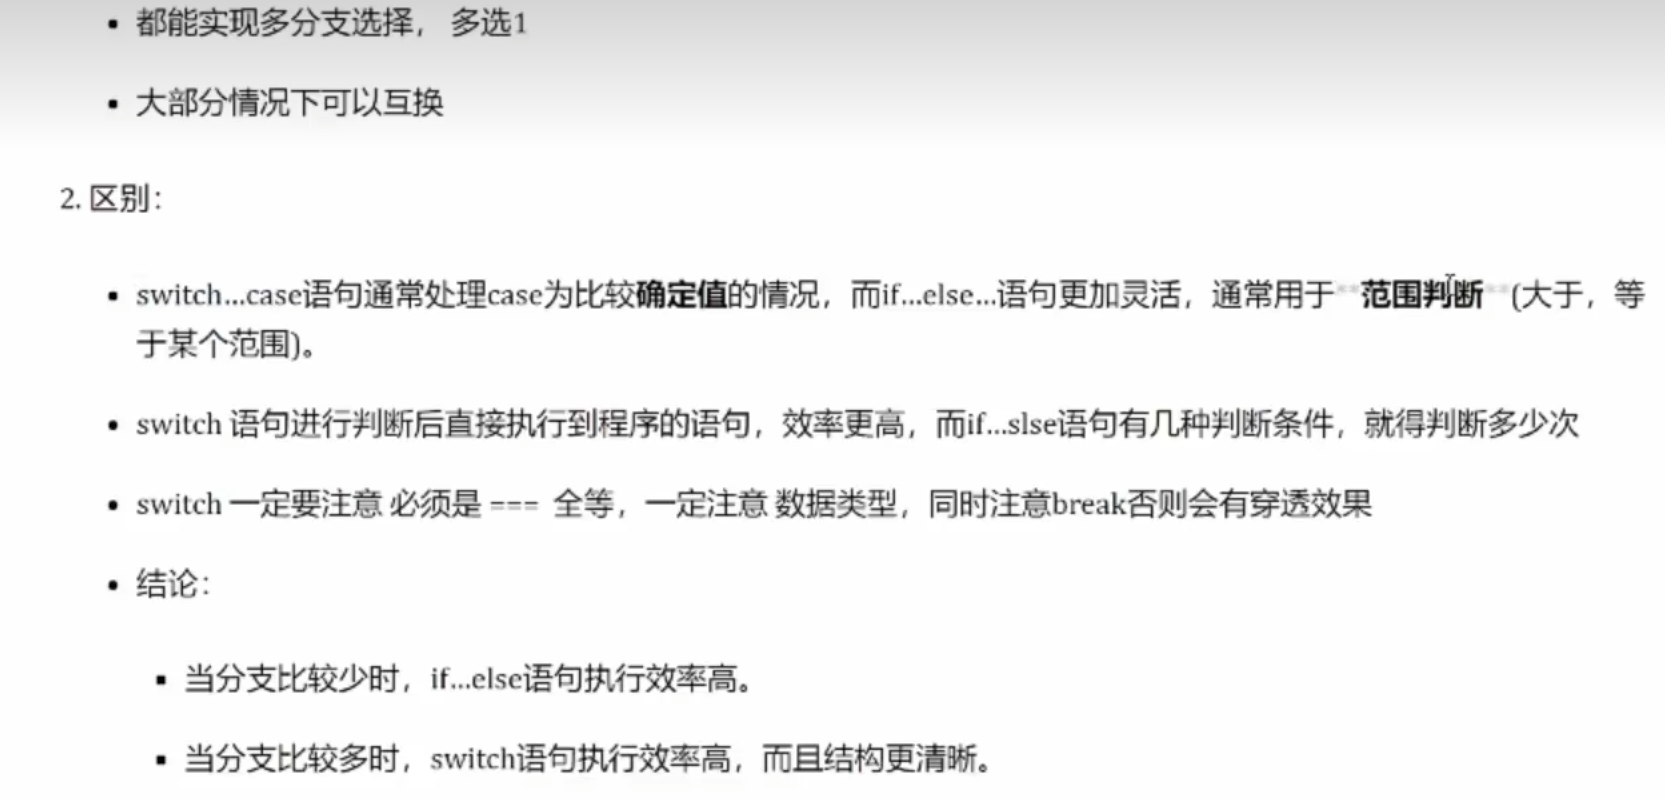 • 都能实现多分支选择， 多选1
• 大部分情况下可以互换
2. 区别：
• switch...case语句通常处理case为比较确定值的情况，而if...else...语句更加灵活，通常用于**范围判断**(大于，等
于某个范围)。
• switch 语句进行判断后直接执行到程序的语句，效率更高，而if...slse语句有几种判断条件，就得判断多少次
• switch 一定要注意 必须是 === 全等，一定注意 数据类型，同时注意break否则会有穿透效果
• 结论：
▪ 当分支比较少时，if...else语句执行效率高。
▪ 当分支比较多时，switch语句执行效率高，而且结构更清晰。